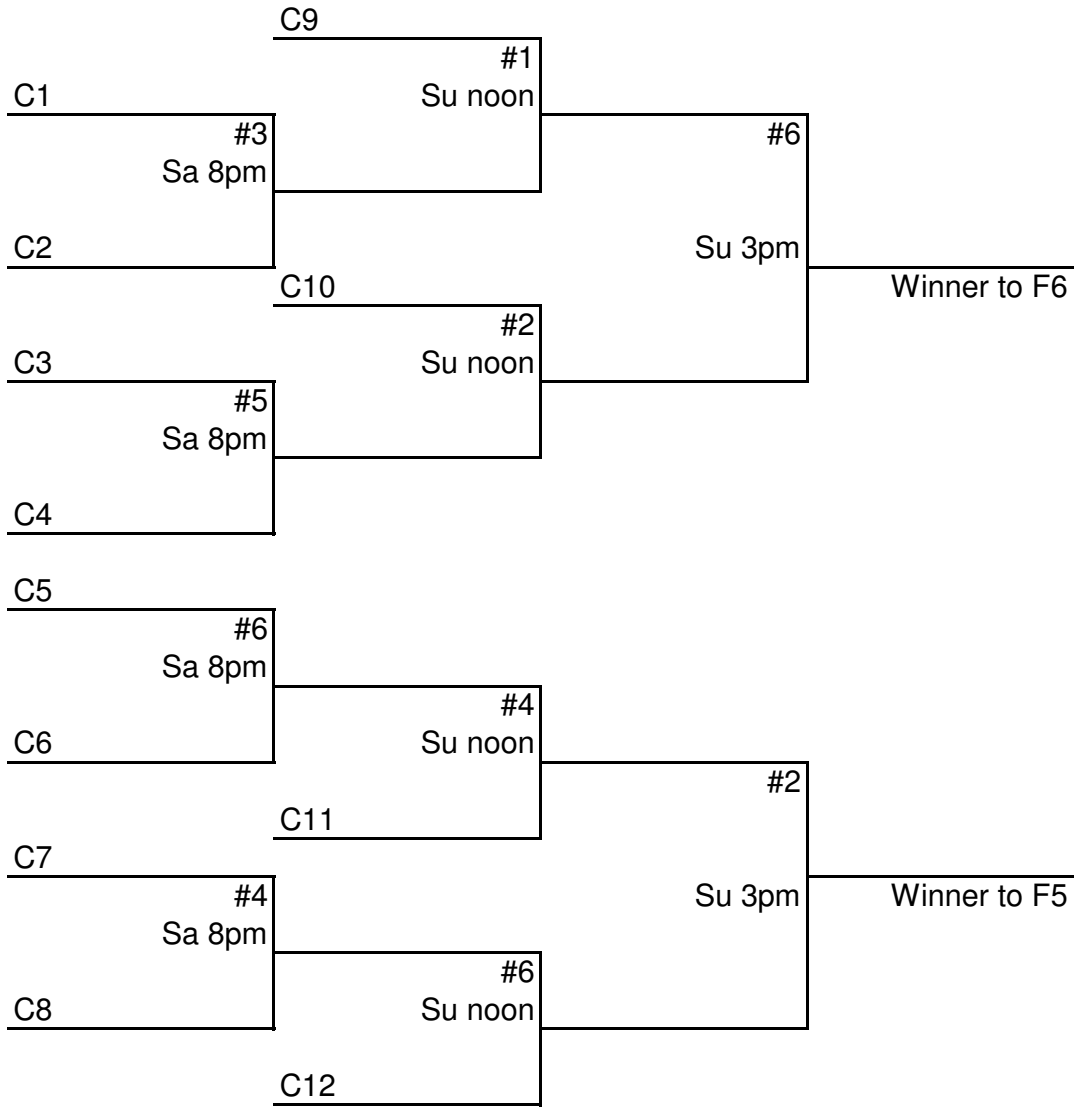 C9
#1
C1
Su noon
#3
#6
Sa 8pm
C2
Su 3pm
C10
Winner to F6
#2
C3
Su noon
#5
Sa 8pm
C4
C5
#6
Sa 8pm
#4
C6
Su noon
#2
C11
C7
#4
Su 3pm
Winner to F5
Sa 8pm
#6
C8
Su noon
C12